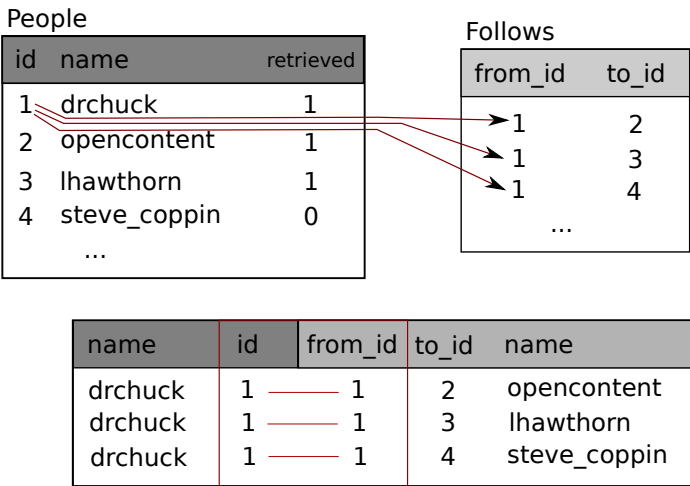 People
id name retrieved
1 drchuck 1
2 opencontent 1
3 lhawthorn 1
4 steve_coppin 0
...
Follows
from_id to_id
1 2
1 3
1 4
...
name id from_id to_id name
drchuck 1 1 2 opencontent
drchuck 1 1 3 lhawthorn
drchuck 1 1 4 steve_coppin